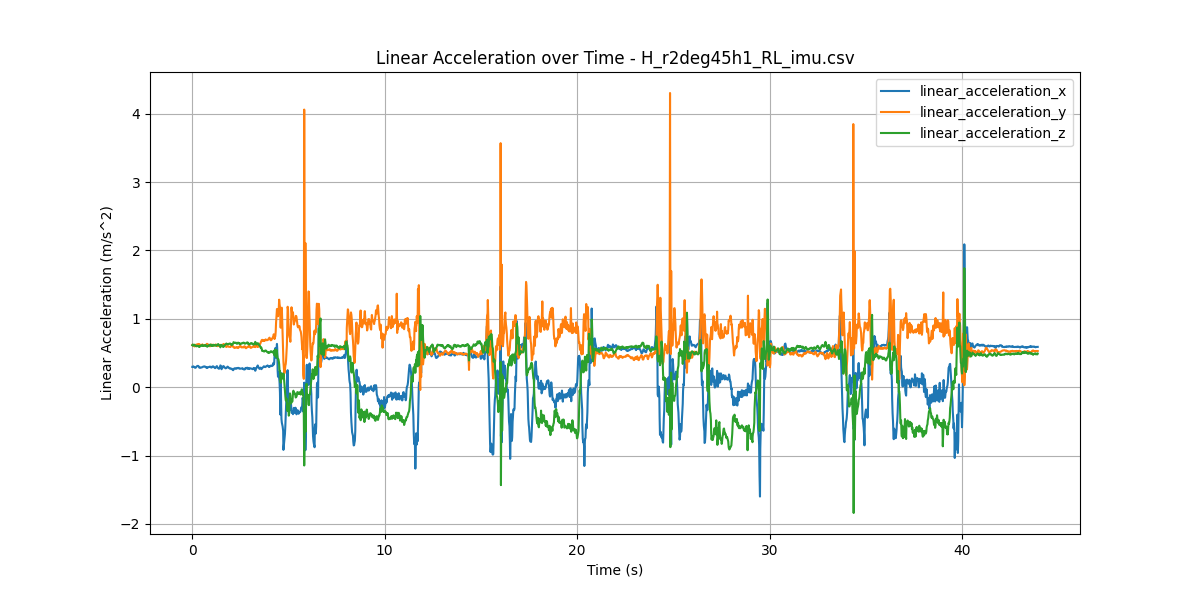 Linear Acceleration over Time - H_r2deg45h1_RL_imu.csv
linear_acceleration_x
linear_acceleration_y
linear_acceleration_z
Linear Acceleration (m/s^2)
4
3
2
1
0
−1
−2
0 10 20 30 40
Time (s)